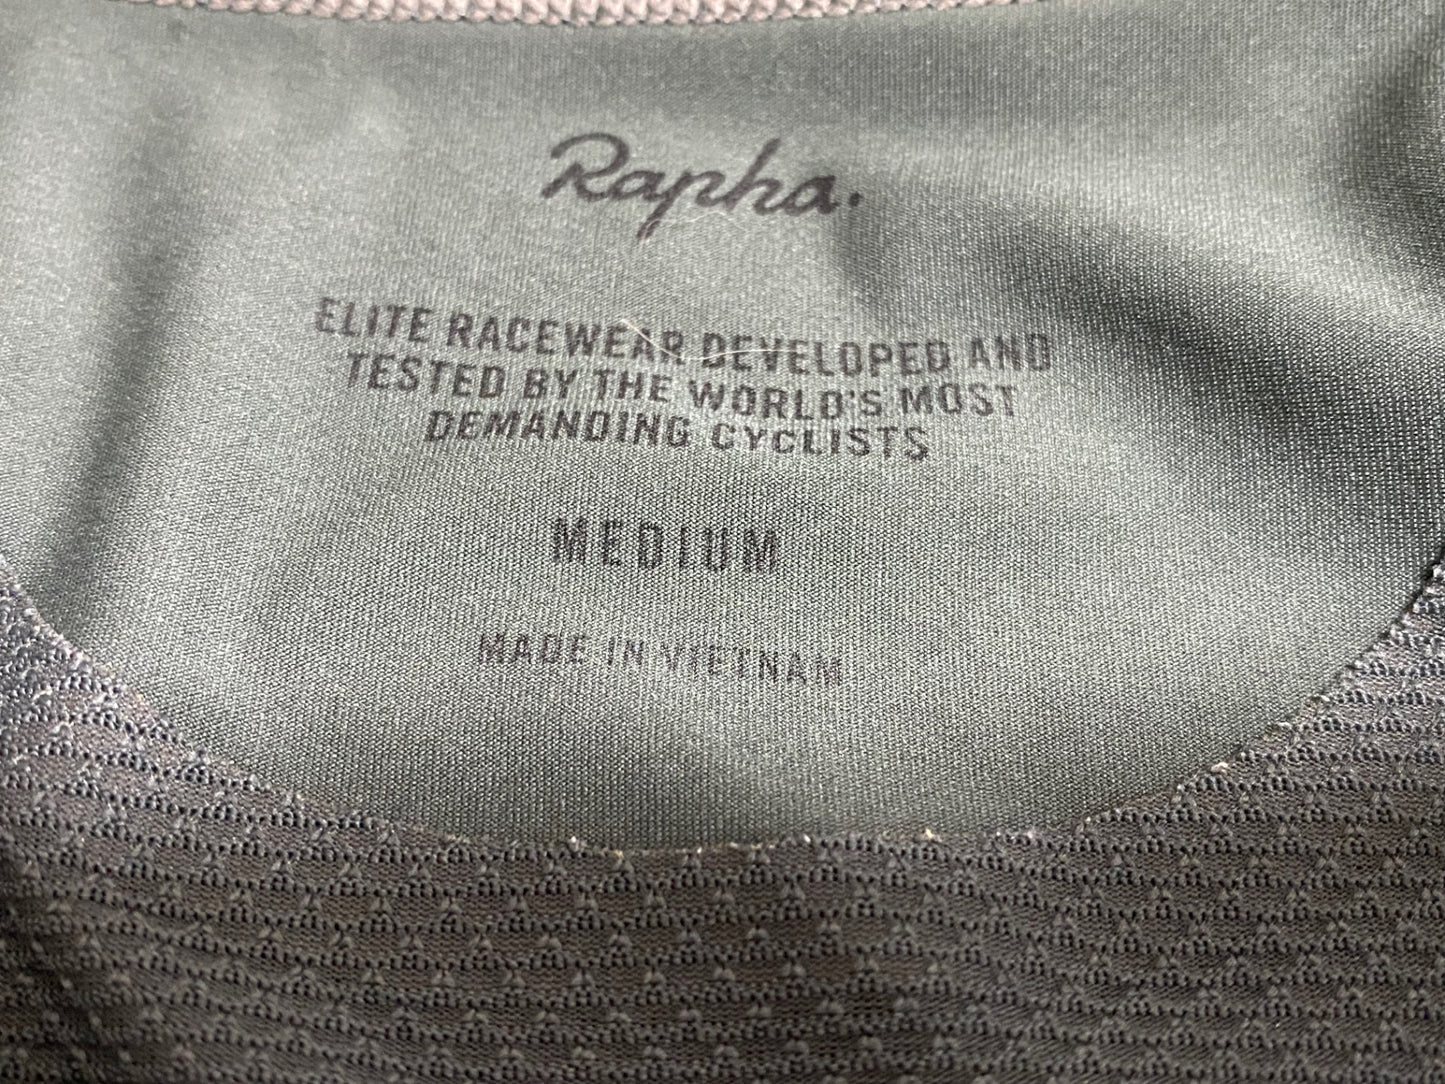 Rapha.
ELITE RACEWEAR DEVELOPED AND
TESTED BY THE WORLD'S MOST
DEMANDING CYCLISTS
MEDIUM
MADE IN VIETNAM